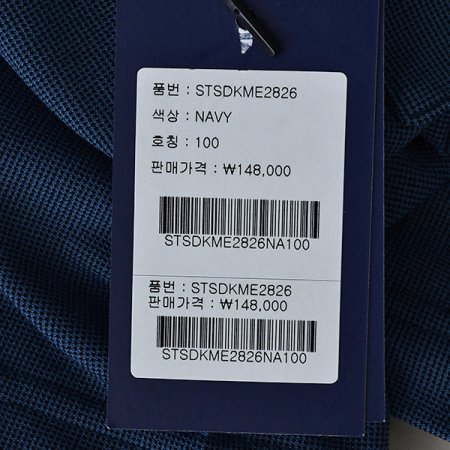 품번 : STSDKME2826
색상 : NAVY
호칭 : 100
판매가격 : ₩148,000
STSDKME2826NA100
품번 : STSDKME2826
판매가격 : ₩148,000
STSDKME2826NA100